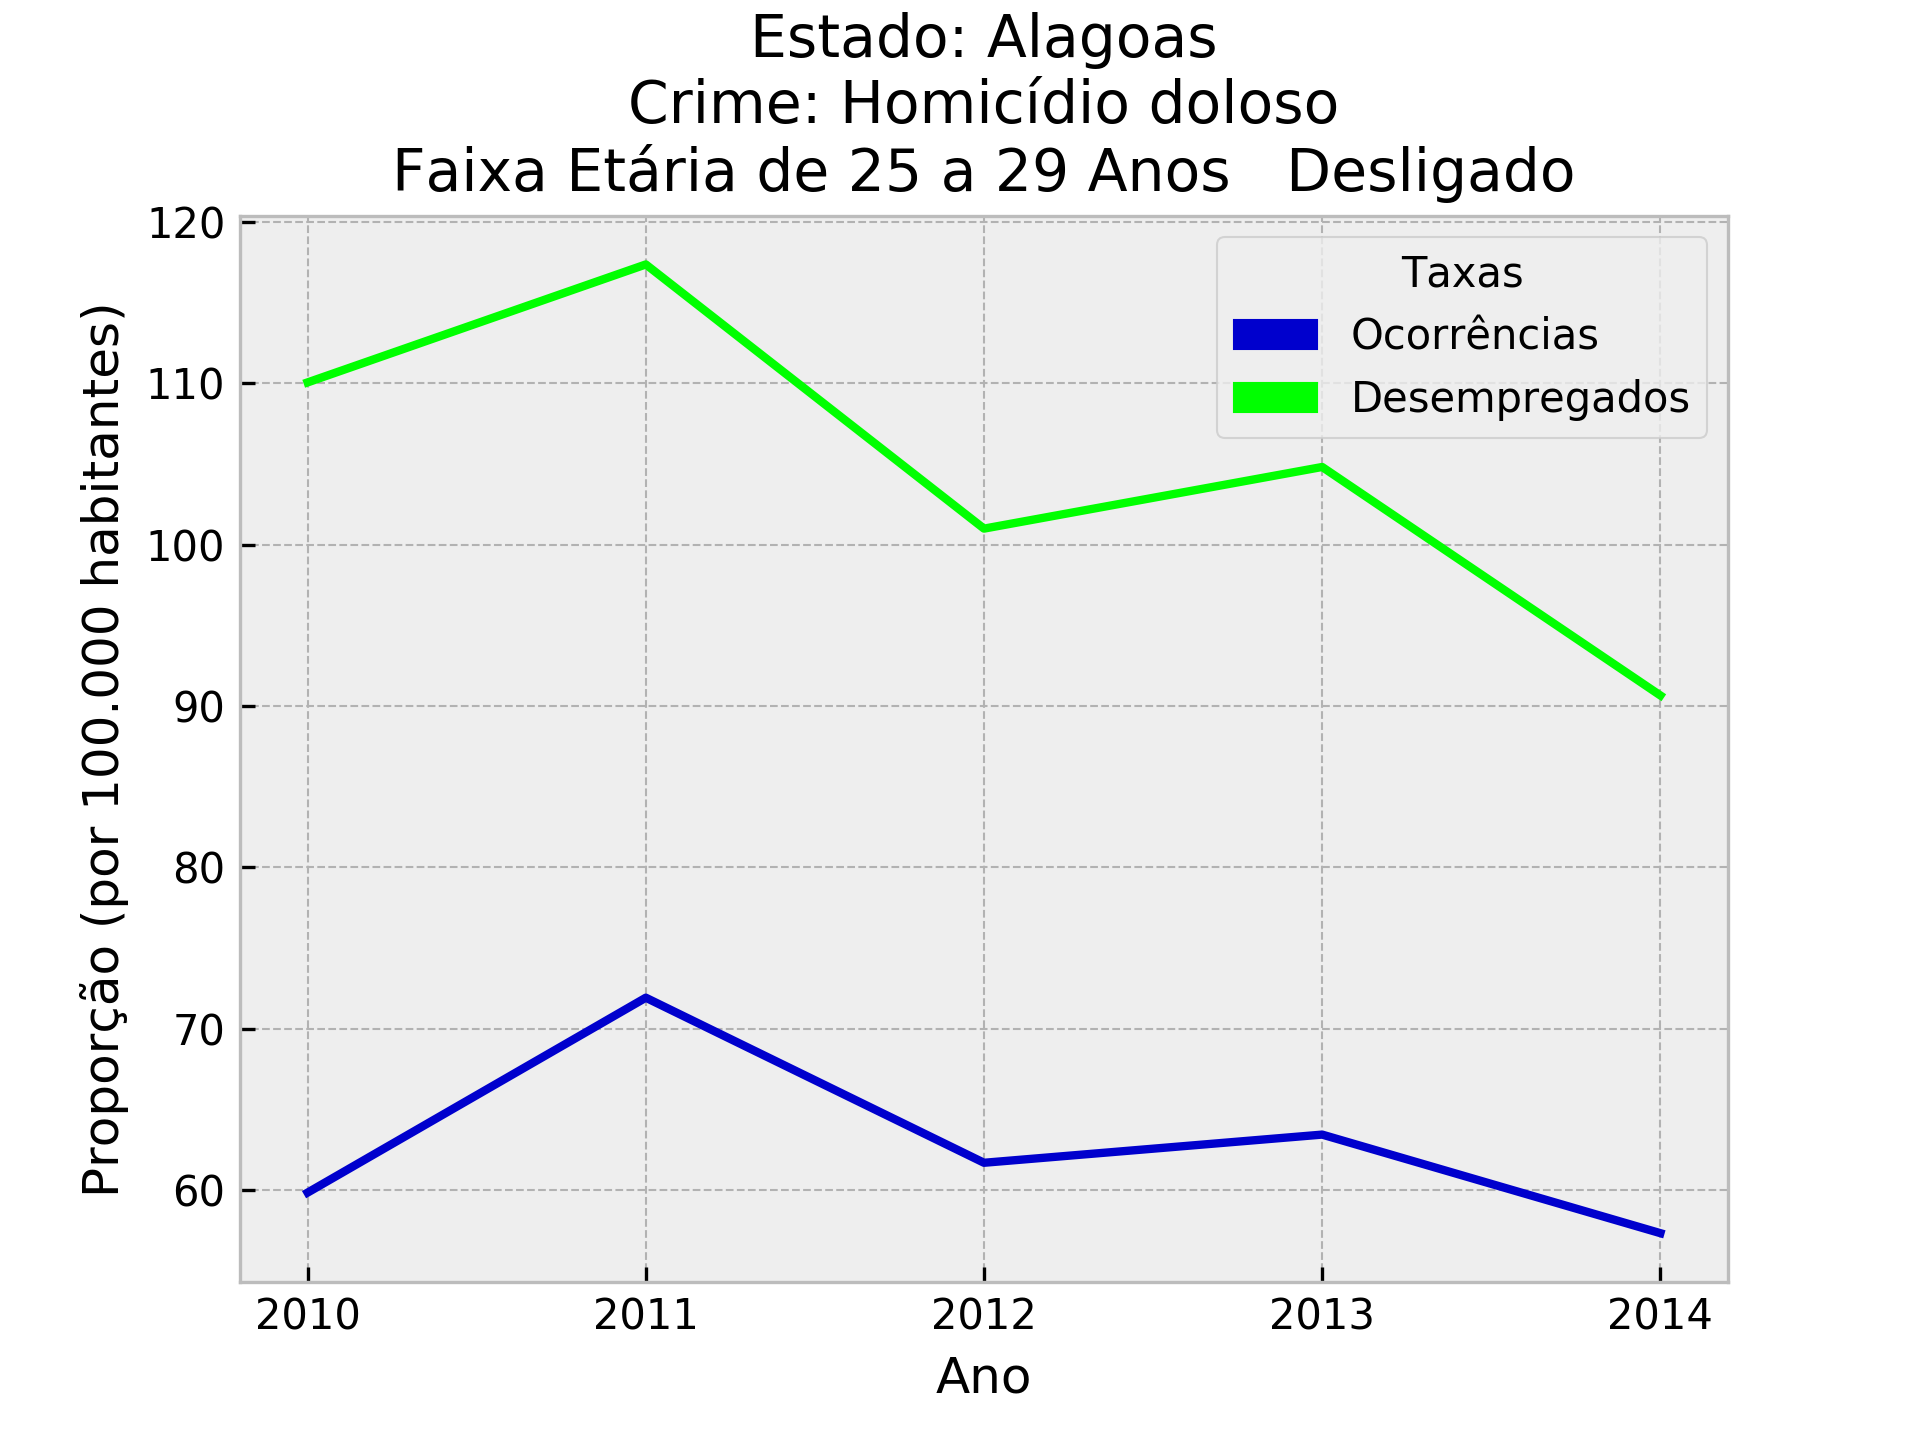 Estado: Alagoas
Crime: Homicídio doloso
Faixa Etária de 25 a 29 Anos   Desligado
Taxas
Ocorrências
Desempregados
Proporção (por 100.000 habitantes)
120
110
100
90
80
70
60
2010 2011 2012 2013 2014
Ano